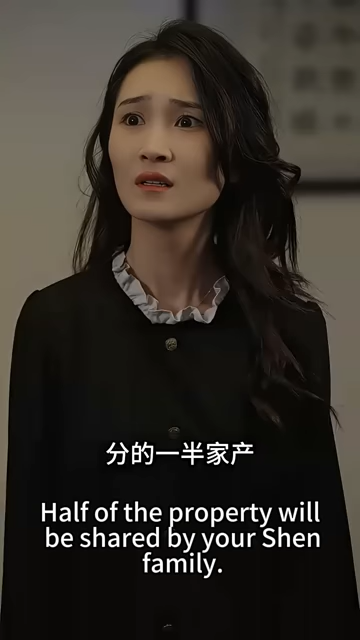 分的一半家产
Half of the property will
be shared by your Shen
family.